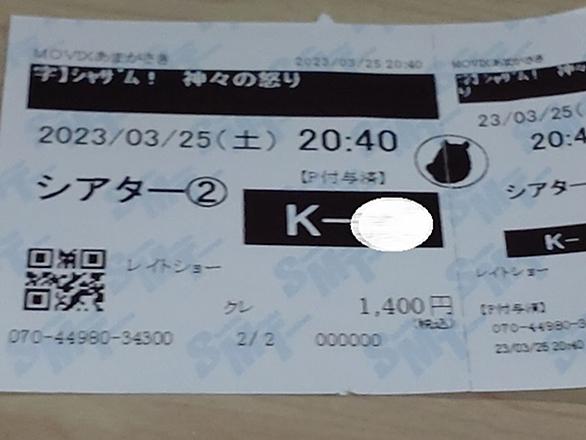 MOVIXあまがさき 2023/03/25 20:40
字】シャザム! 神々の怒り
2023/03/25(土) 20:40
シアター②
【P付与済】
K-
レイトショー
クレ 1,400円
(税込)
070-44980-34300 2/2 000000
MOVIXあまがさき
字】シャザム! 神々
り
23/03/25(
20:4
シアター
K-
レイトショー
【P付与済】
070-44980-3
23/03/25 20:40
SMT